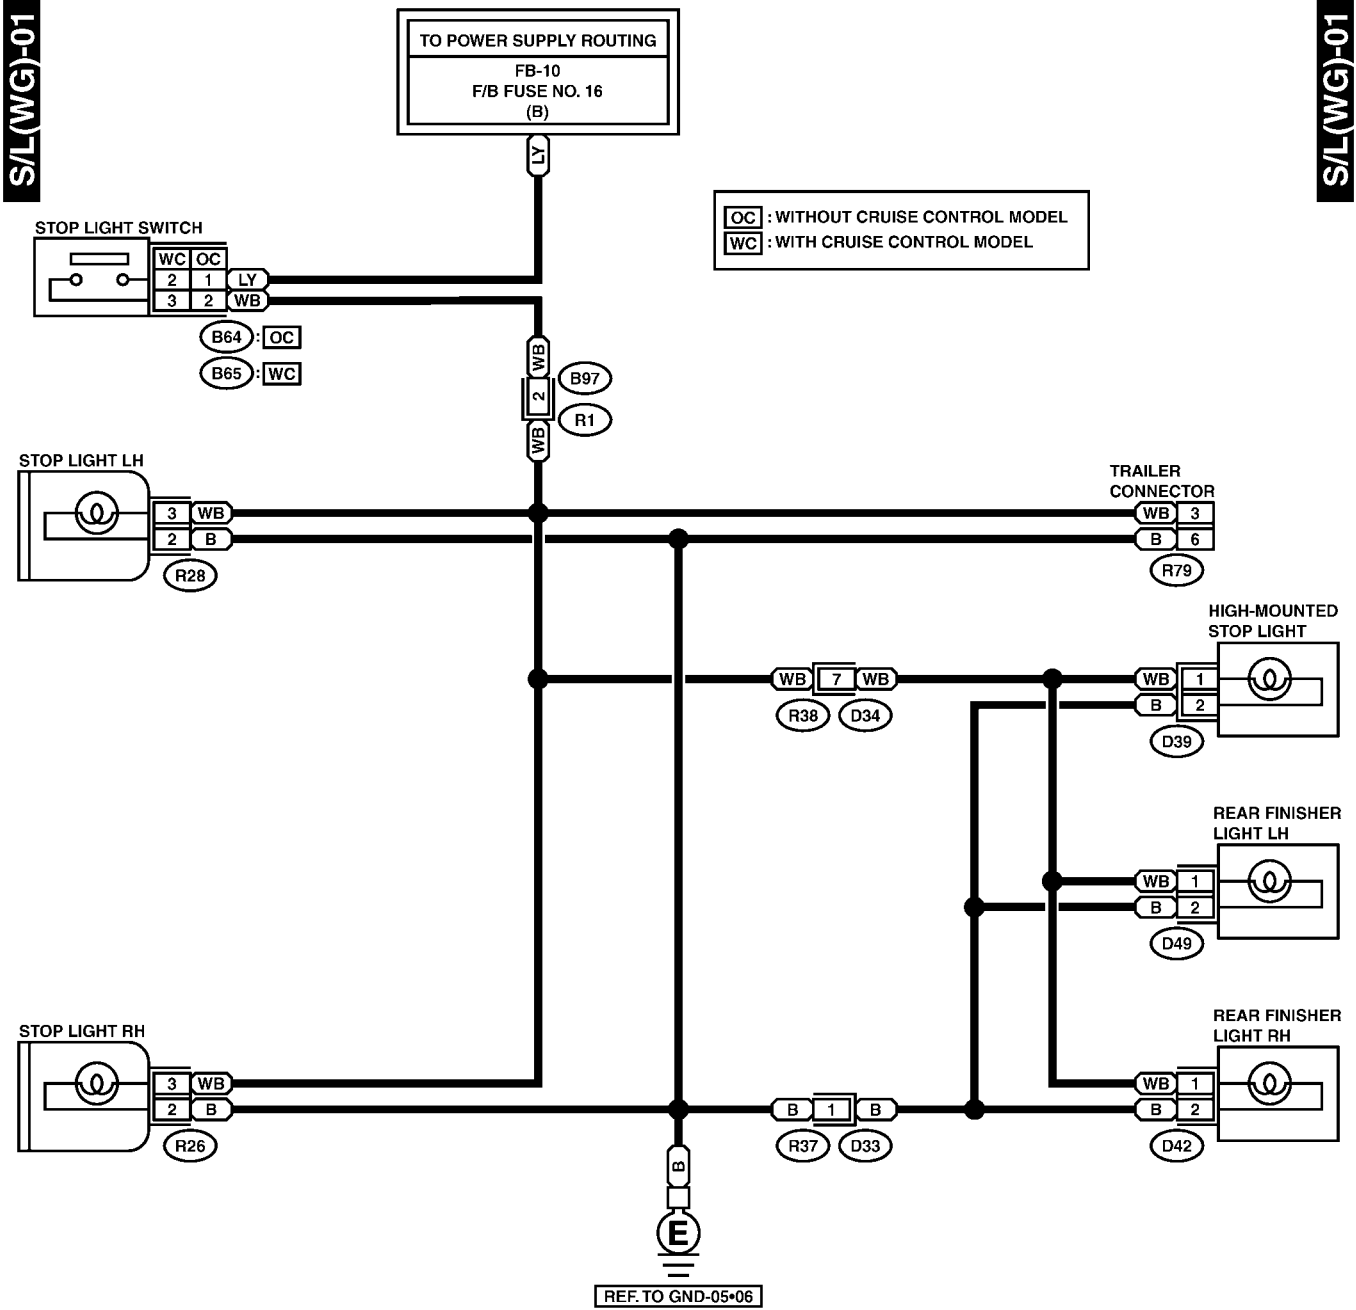 S/L(WG)-01
S/L(WG)-01
TO POWER SUPPLY ROUTING
FB-10
F/B FUSE NO. 16
(B)
LY
OC : WITHOUT CRUISE CONTROL MODEL
WC : WITH CRUISE CONTROL MODEL
STOP LIGHT SWITCH
WC OC
2 1 LY
3 2 WB
B64 : OC
B65 : WC
WB
2
B97
R1
WB
STOP LIGHT LH
3 WB
2 B
R28
TRAILER
CONNECTOR
WB 3
B 6
R79
HIGH-MOUNTED
STOP LIGHT
WB 7 WB
R38 D34
WB 1
B 2
D39
REAR FINISHER
LIGHT LH
WB 1
B 2
D49
STOP LIGHT RH
3 WB
2 B
R26
REAR FINISHER
LIGHT RH
WB 1
B 2
D42
B 1 B
R37 D33
B
E
REF. TO GND-05•06